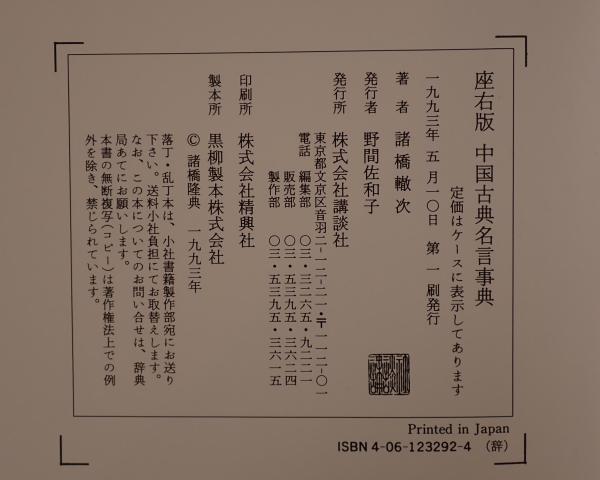 座右版 中国古典名言事典
定価はケースに表示してあります
一九九三年 五月一〇日 第一刷発行
著者 諸橋轍次
発行者 野間佐和子
発行所 株式会社講談社
東京都文京区音羽二-一二-二一・〒一一二-〇一
電話 編集部 〇三・三二六五・九二二一
販売部 〇三・五三九五・三六二四
製作部 〇三・五三九五・三六一五
印刷所 株式会社精興社
製本所 黒柳製本株式会社
© 諸橋隆典 一九九三年
落丁・乱丁本は、小社書籍製作部宛にお送り
下さい。送料小社負担にてお取替えします。
なお、この本についてのお問い合せは、辞典
局あてにお願いします。
本書の無断複写(コピー)は著作権法上での例
外を除き、禁じられています。
Printed in Japan
ISBN 4-06-123292-4 (辞)